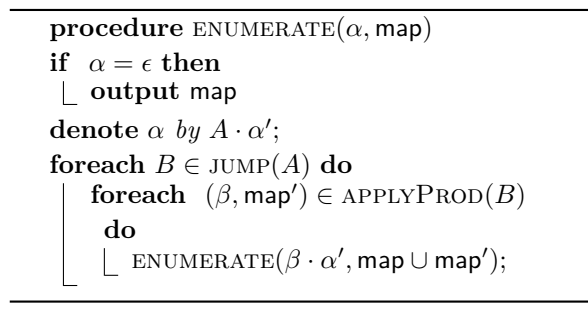 procedure ENUMERATE(α, map)
if α = ϵ then
output map
denote α by A · α′;
foreach B ∈ JUMP(A) do
foreach (β, map′) ∈ APPLYPROD(B)
do
ENUMERATE(β · α′, map ∪ map′);